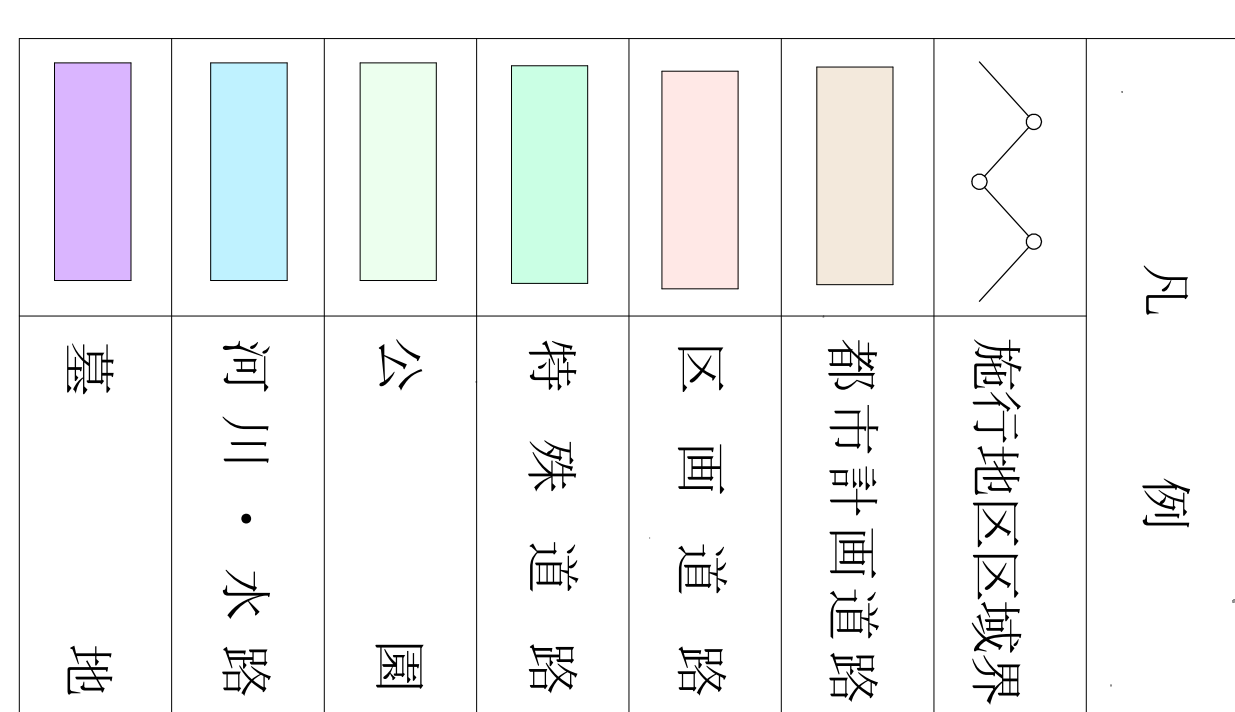 凡例
施行地区区域界
都市計画道路
区画道路
特殊道路
公園
河川・水路
墓地